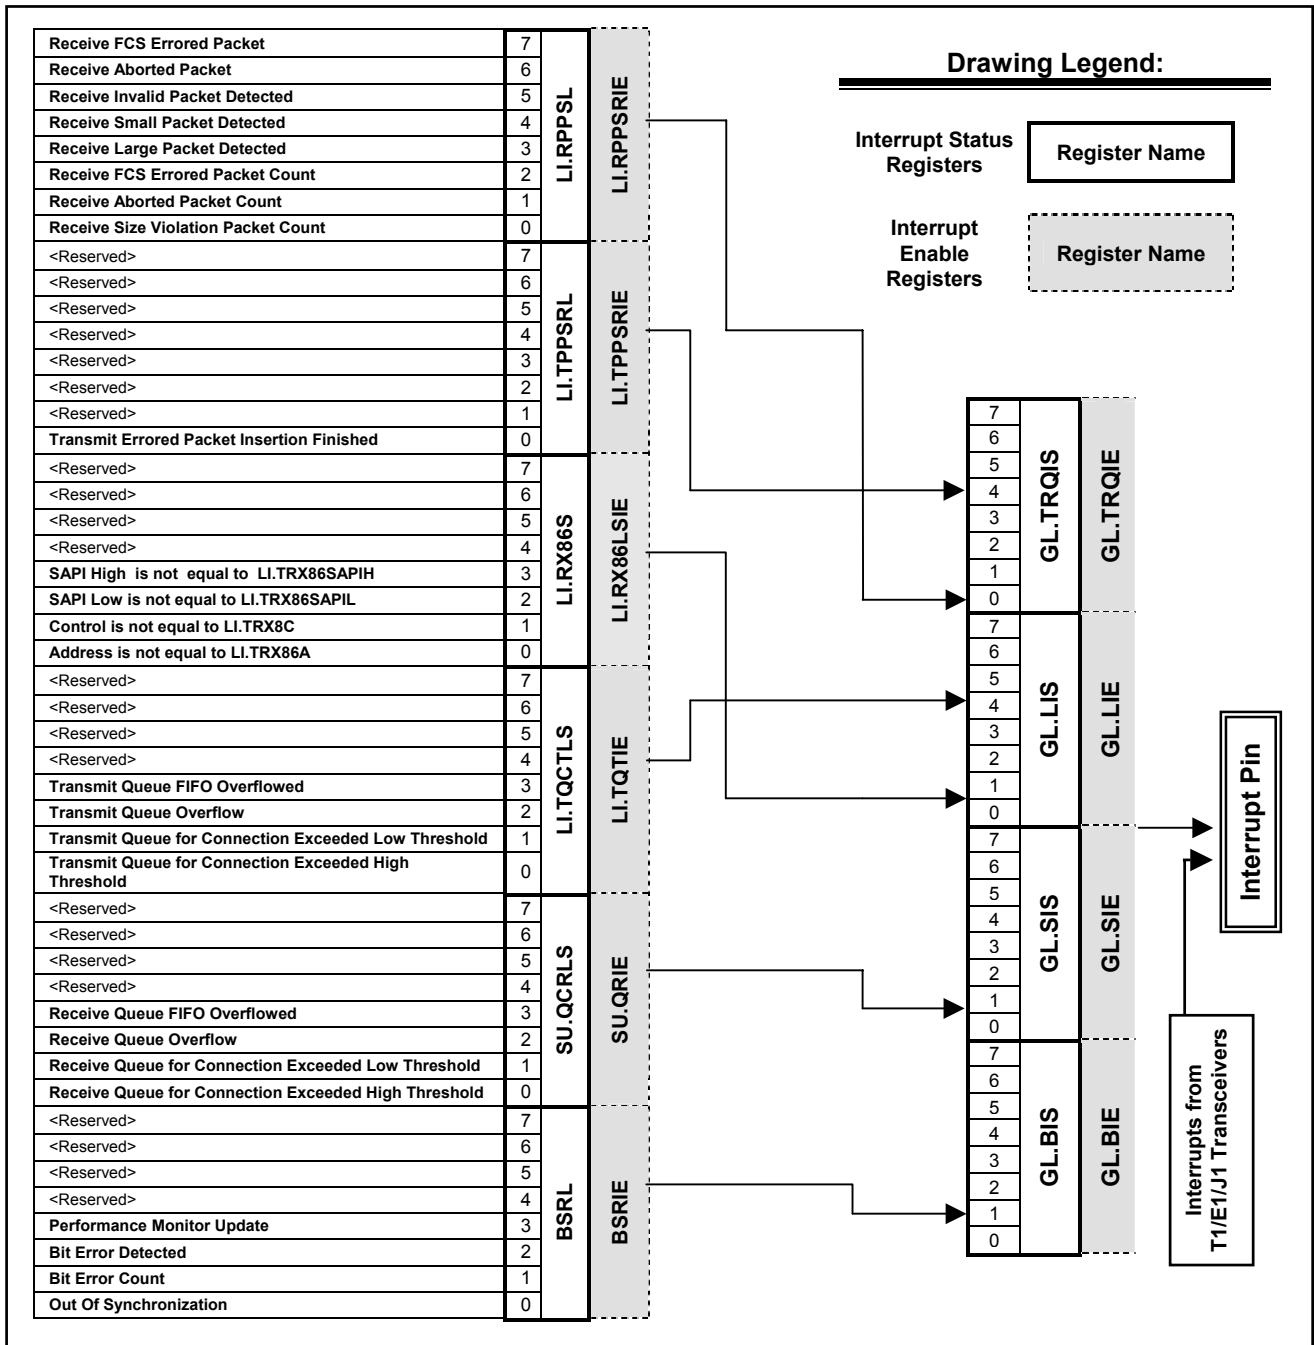 Receive FCS Errored Packet 7
Receive Aborted Packet 6
Receive Invalid Packet Detected 5
Receive Small Packet Detected 4
Receive Large Packet Detected 3
Receive FCS Errored Packet Count 2
Receive Aborted Packet Count 1
Receive Size Violation Packet Count 0
LI.RPPSL
LI.RPPSRIE
<Reserved> 7
<Reserved> 6
<Reserved> 5
<Reserved> 4
<Reserved> 3
<Reserved> 2
<Reserved> 1
Transmit Errored Packet Insertion Finished 0
LI.TPPSRL
LI.TPPSRIE
<Reserved> 7
<Reserved> 6
<Reserved> 5
<Reserved> 4
SAPI High is not equal to LI.TRX86SAPIH 3
SAPI Low is not equal to LI.TRX86SAPIL 2
Control is not equal to LI.TRX8C 1
Address is not equal to LI.TRX86A 0
LI.RX86S
LI.RX86LSIE
<Reserved> 7
<Reserved> 6
<Reserved> 5
<Reserved> 4
Transmit Queue FIFO Overflowed 3
Transmit Queue Overflow 2
Transmit Queue for Connection Exceeded Low Threshold 1
Transmit Queue for Connection Exceeded High
Threshold 0
LI.TQCTLS
LI.TQTIE
<Reserved> 7
<Reserved> 6
<Reserved> 5
<Reserved> 4
Receive Queue FIFO Overflowed 3
Receive Queue Overflow 2
Receive Queue for Connection Exceeded Low Threshold 1
Receive Queue for Connection Exceeded High Threshold 0
SU.QCRLS
SU.QRIE
<Reserved> 7
<Reserved> 6
<Reserved> 5
<Reserved> 4
Performance Monitor Update 3
Bit Error Detected 2
Bit Error Count 1
Out Of Synchronization 0
BSRL
BSRIE
Drawing Legend:
Interrupt Status
Registers
Register Name
Interrupt
Enable
Registers
Register Name
7
6
5
4
3
2
1
0
GL.TRQIS
GL.TRQIE
7
6
5
4
3
2
1
0
GL.LIS
GL.LIE
7
6
5
4
3
2
1
0
GL.SIS
GL.SIE
7
6
5
4
3
2
1
0
GL.BIS
GL.BIE
Interrupt Pin
Interrupts from
T1/E1/J1 Transceivers